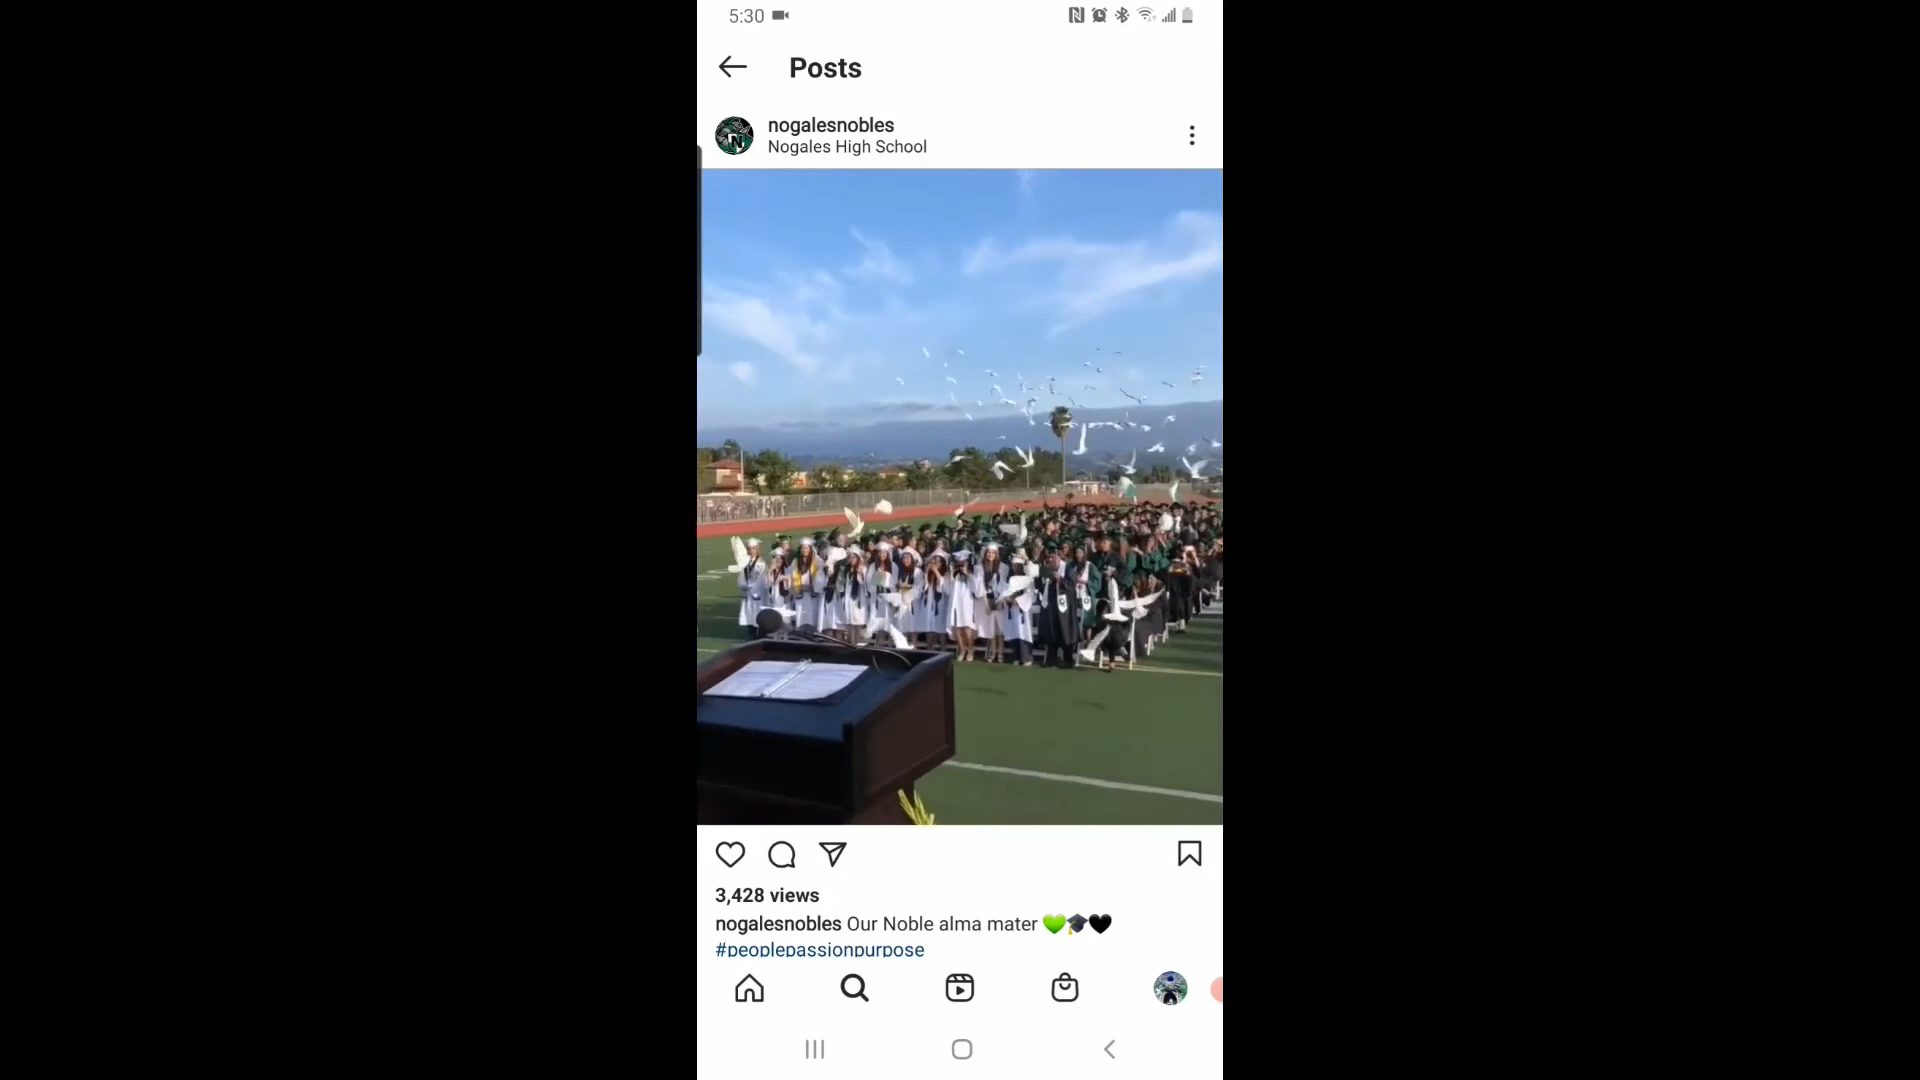 5:30
Posts
nogalesnobles
Nogales High School
3,428 views
nogalesnobles Our Noble alma mater 💚🎓🖤
#peoplepassionpurpose